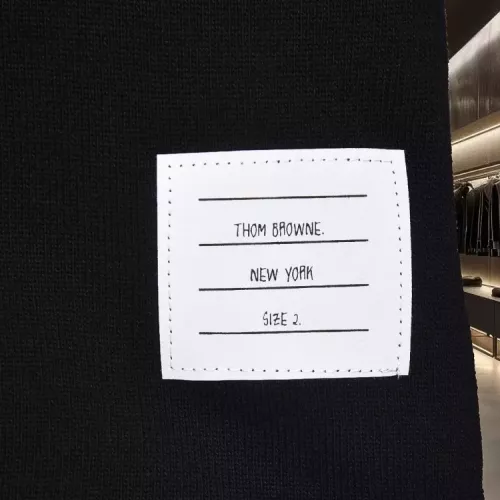 THOM BROWNE.
NEW YORK
SIZE 2.